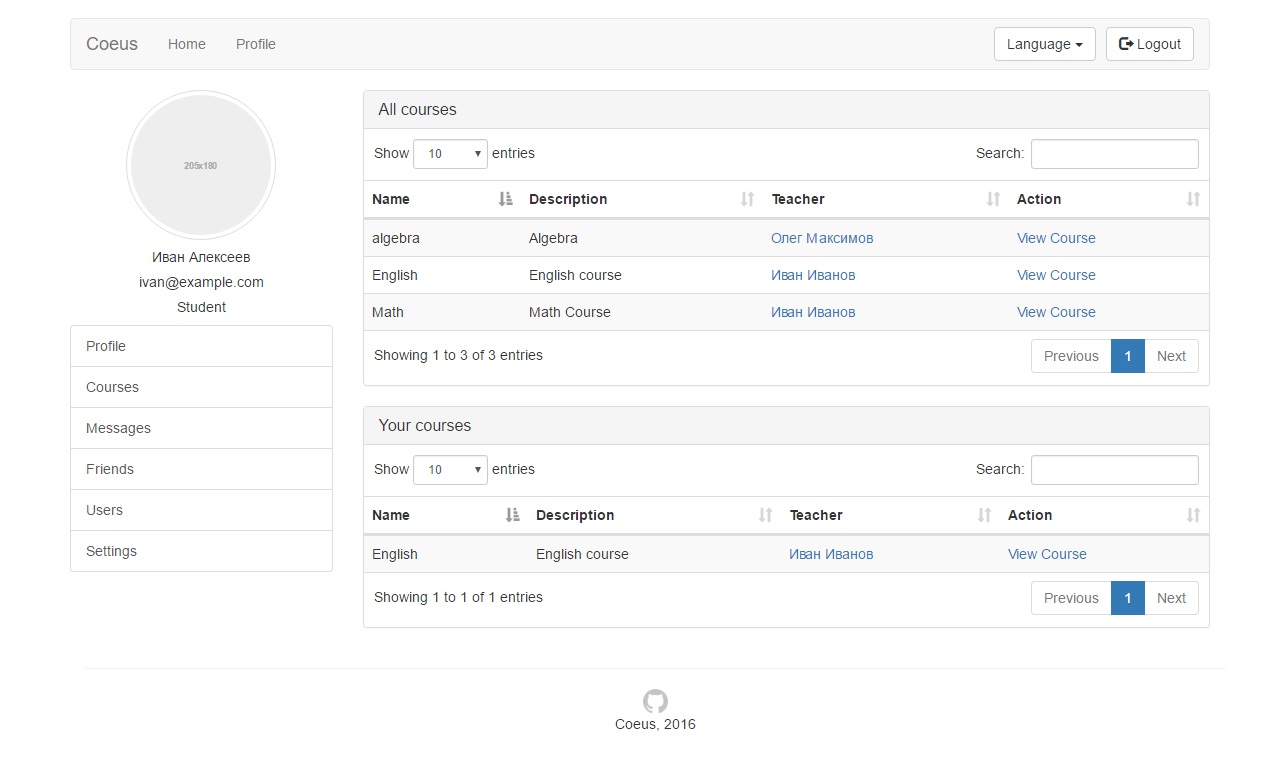 Coeus Home Profile Language Logout
205x180
Иван Алексеев
ivan@example.com
Student
Profile
Courses
Messages
Friends
Users
Settings
All courses
Show 10 entries Search:
Name Description Teacher Action
algebra Algebra Олег Максимов View Course
English English course Иван Иванов View Course
Math Math Course Иван Иванов View Course
Showing 1 to 3 of 3 entries Previous 1 Next
Your courses
Show 10 entries Search:
Name Description Teacher Action
English English course Иван Иванов View Course
Showing 1 to 1 of 1 entries Previous 1 Next
Coeus, 2016